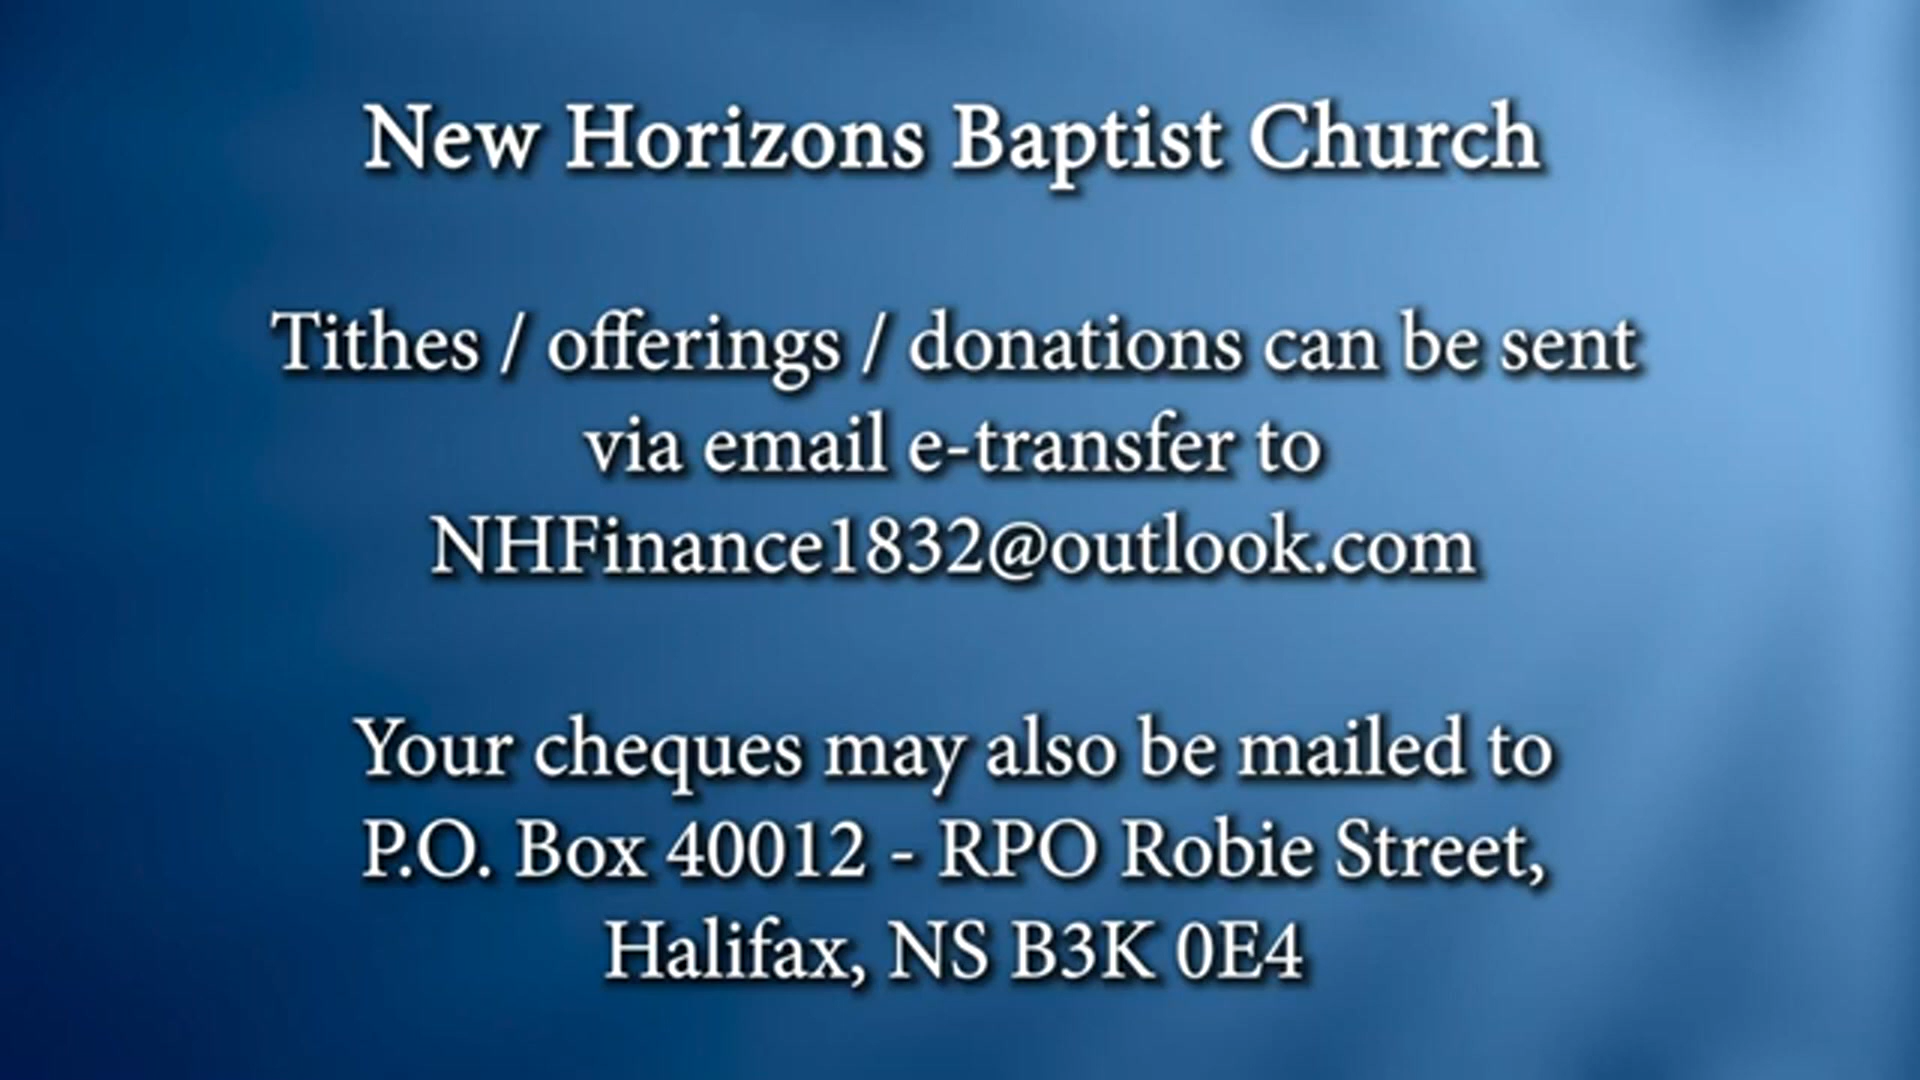 New Horizons Baptist Church
Tithes / offerings / donations can be sent
via email e-transfer to
NHFinance1832@outlook.com
Your cheques may also be mailed to
P.O. Box 40012 - RPO Robie Street,
Halifax, NS B3K 0E4